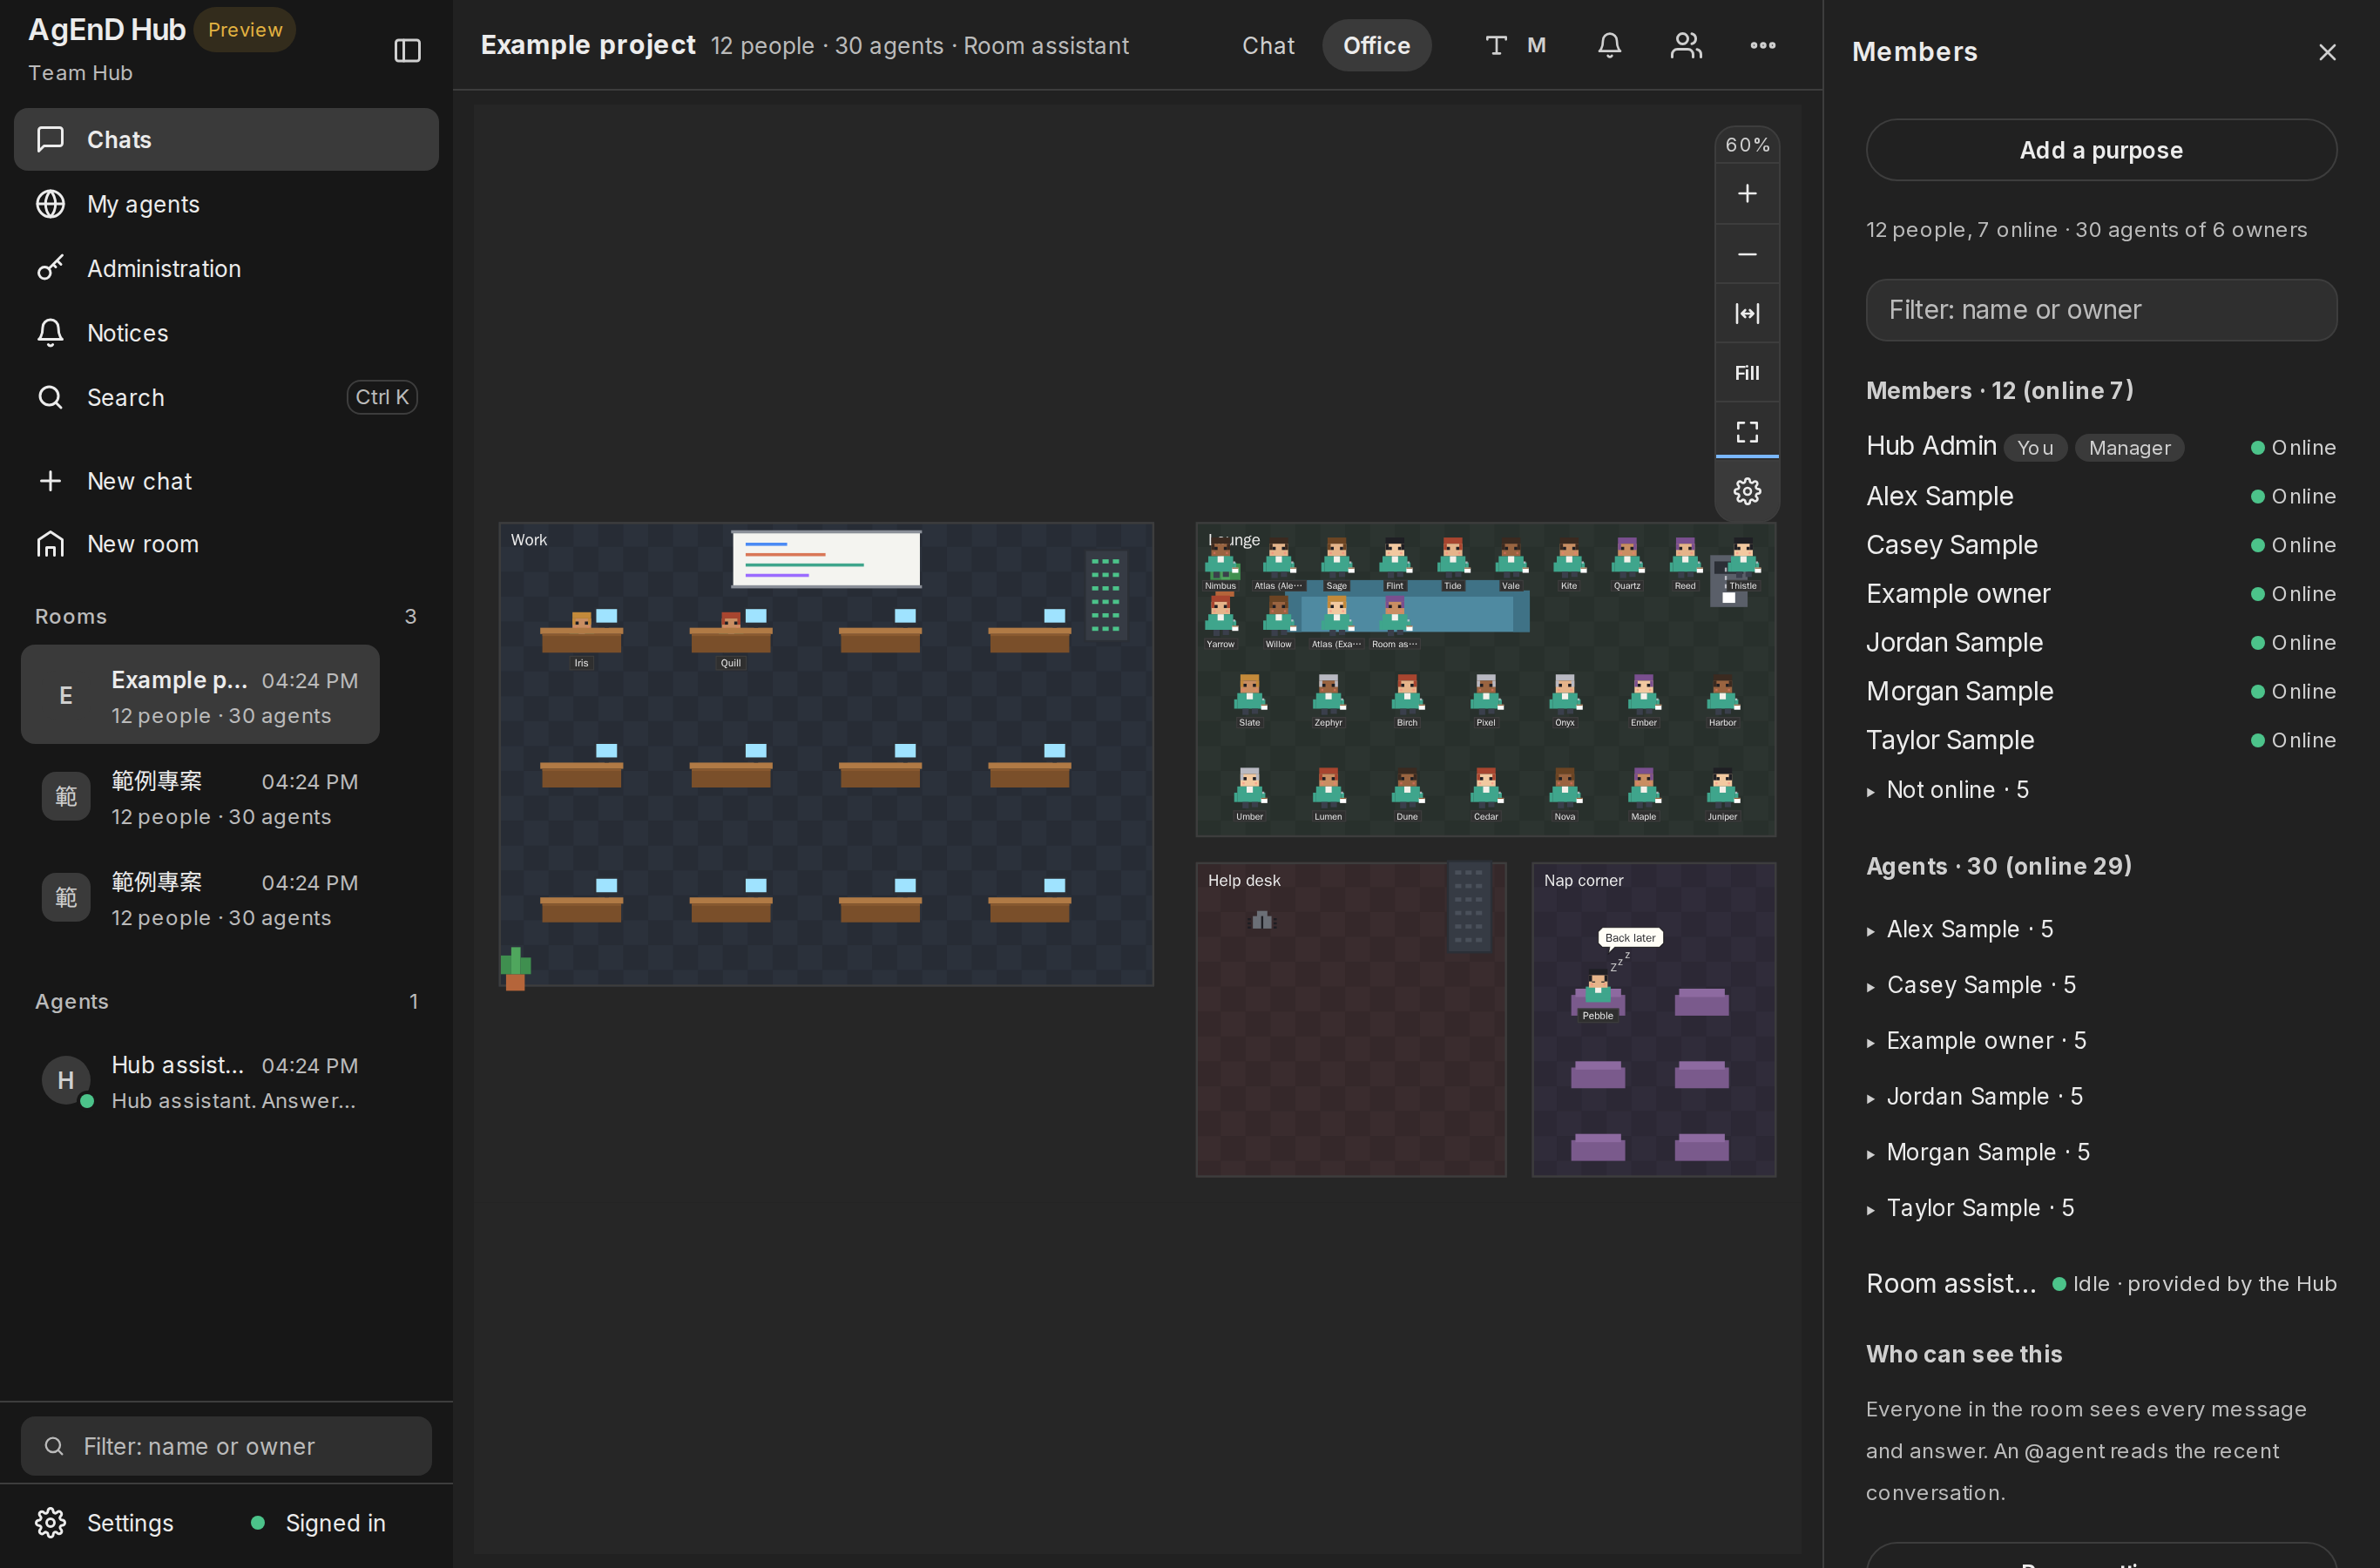 AgEnD Hub Preview
Team Hub
Chats
My agents
Administration
Notices
Search Ctrl K
New chat
New room
Rooms 3
E Example p... 04:24 PM
12 people · 30 agents
範 範例專案 04:24 PM
12 people · 30 agents
範 範例專案 04:24 PM
12 people · 30 agents
Agents 1
H Hub assist... 04:24 PM
Hub assistant. Answer...
Filter: name or owner
Settings Signed in
Example project 12 people · 30 agents · Room assistant
Chat Office T M
60%
Fill
Work
Iris Quill
Lounge
Nimbus Atlas (Ale··· Sage Flint Tide Vale Kite Quartz Reed Thistle
Yarrow Willow Atlas (Exa··· Room as···
Slate Zephyr Birch Pixel Onyx Ember Harbor
Umber Lumen Dune Cedar Nova Maple Juniper
Help desk
Nap corner
Back later
z z z
Pebble
Members
Add a purpose
12 people, 7 online · 30 agents of 6 owners
Filter: name or owner
Members · 12 (online 7)
Hub Admin You Manager Online
Alex Sample Online
Casey Sample Online
Example owner Online
Jordan Sample Online
Morgan Sample Online
Taylor Sample Online
Not online · 5
Agents · 30 (online 29)
Alex Sample · 5
Casey Sample · 5
Example owner · 5
Jordan Sample · 5
Morgan Sample · 5
Taylor Sample · 5
Room assist... Idle · provided by the Hub
Who can see this
Everyone in the room sees every message
and answer. An @agent reads the recent
conversation.